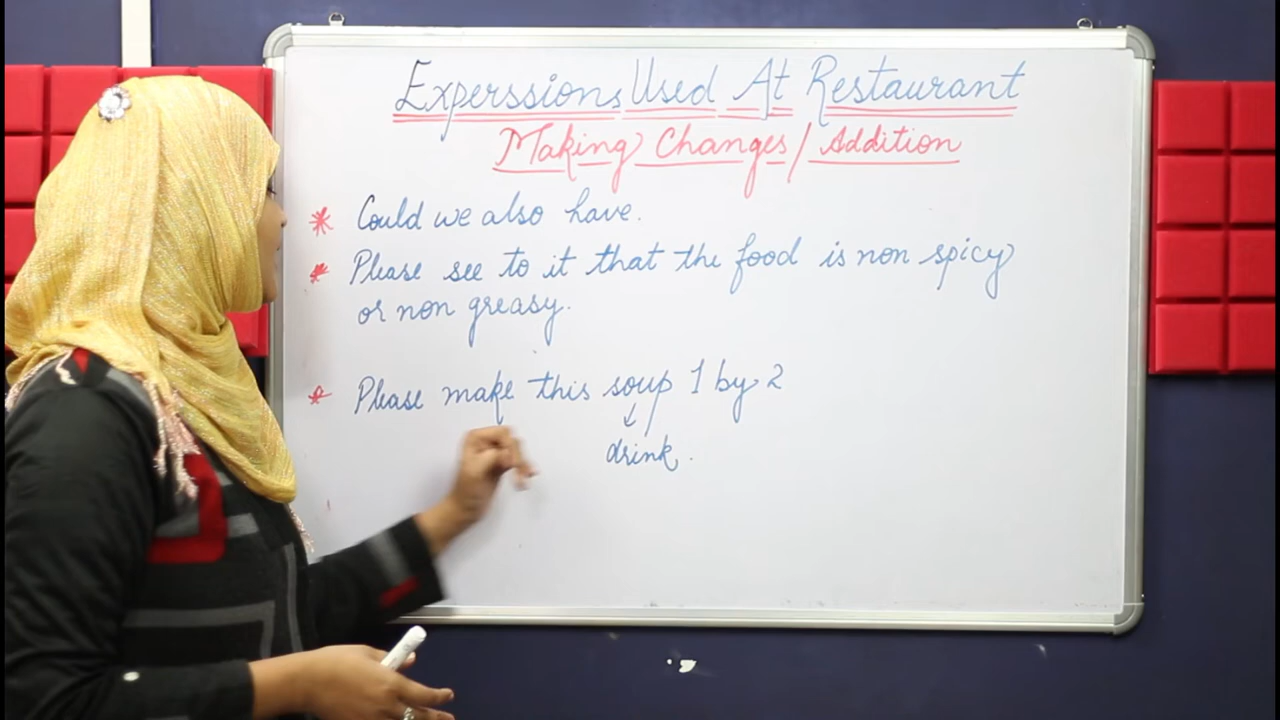 Experssions Used At Restaurant
Making Changes / Addition
* Could we also have.
* Please see to it that the food is non spicy
or non greasy.
* Please make this soup 1 by 2
↓
drink.